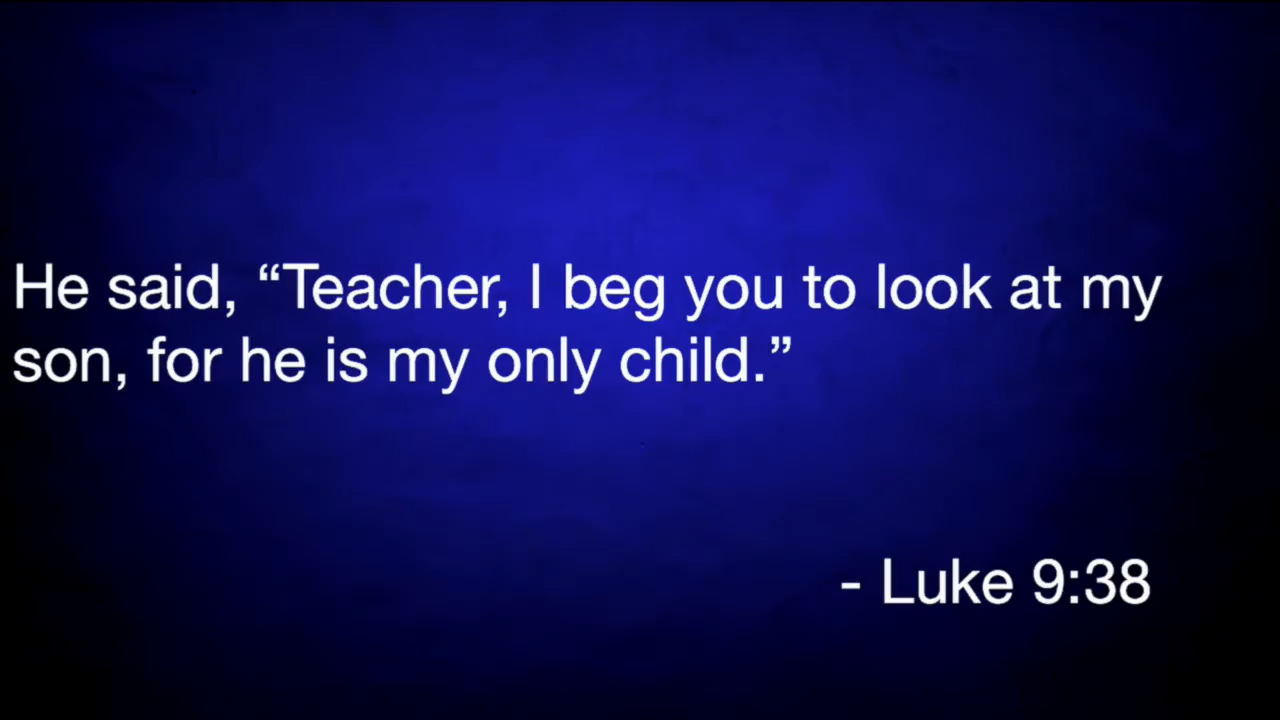 He said, “Teacher, I beg you to look at my
son, for he is my only child.”
- Luke 9:38